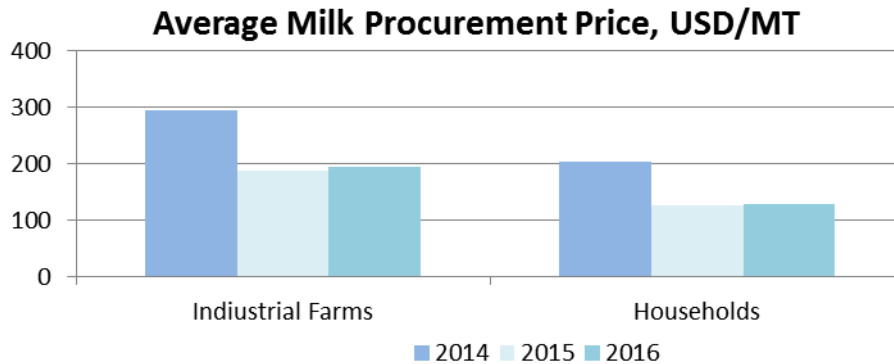 Average Milk Procurement Price, USD/MT
400
300
200
100
0
Indiustrial Farms Households
2014 2015 2016